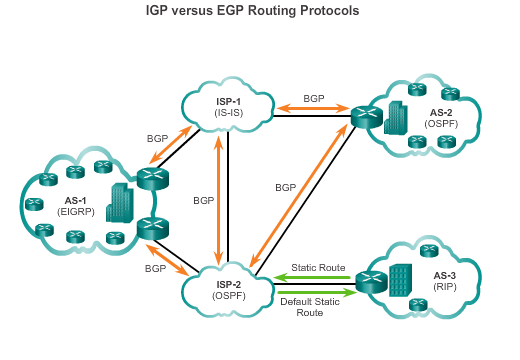 IGP versus EGP Routing Protocols
ISP-1
(IS-IS)
BGP
AS-2
(OSPF)
BGP
BGP
BGP
AS-1
(EIGRP)
BGP
ISP-2
(OSPF)
Static Route
Default Static
Route
AS-3
(RIP)